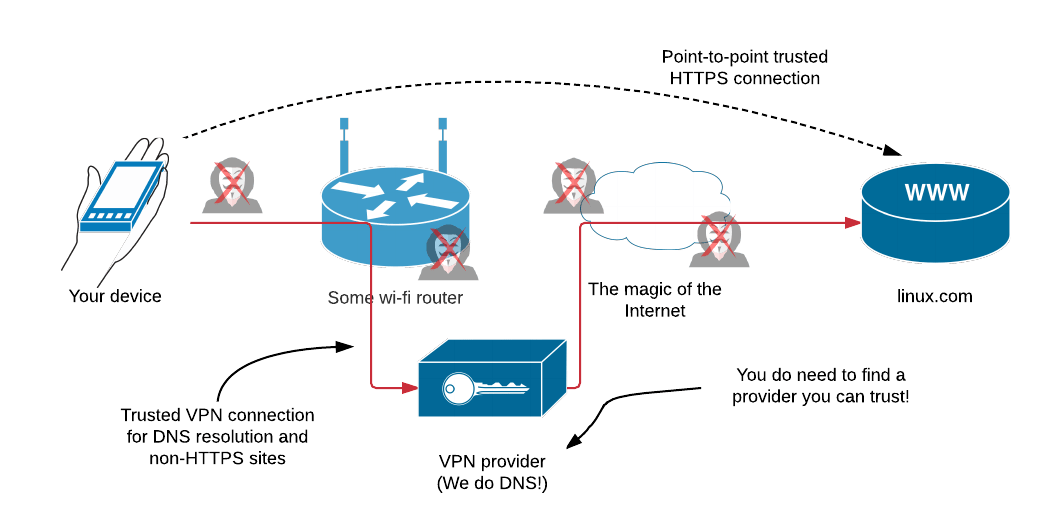 Point-to-point trusted
HTTPS connection
WWW
Your device
Some wi-fi router
The magic of the
Internet
linux.com
Trusted VPN connection
for DNS resolution and
non-HTTPS sites
You do need to find a
provider you can trust!
VPN provider
(We do DNS!)